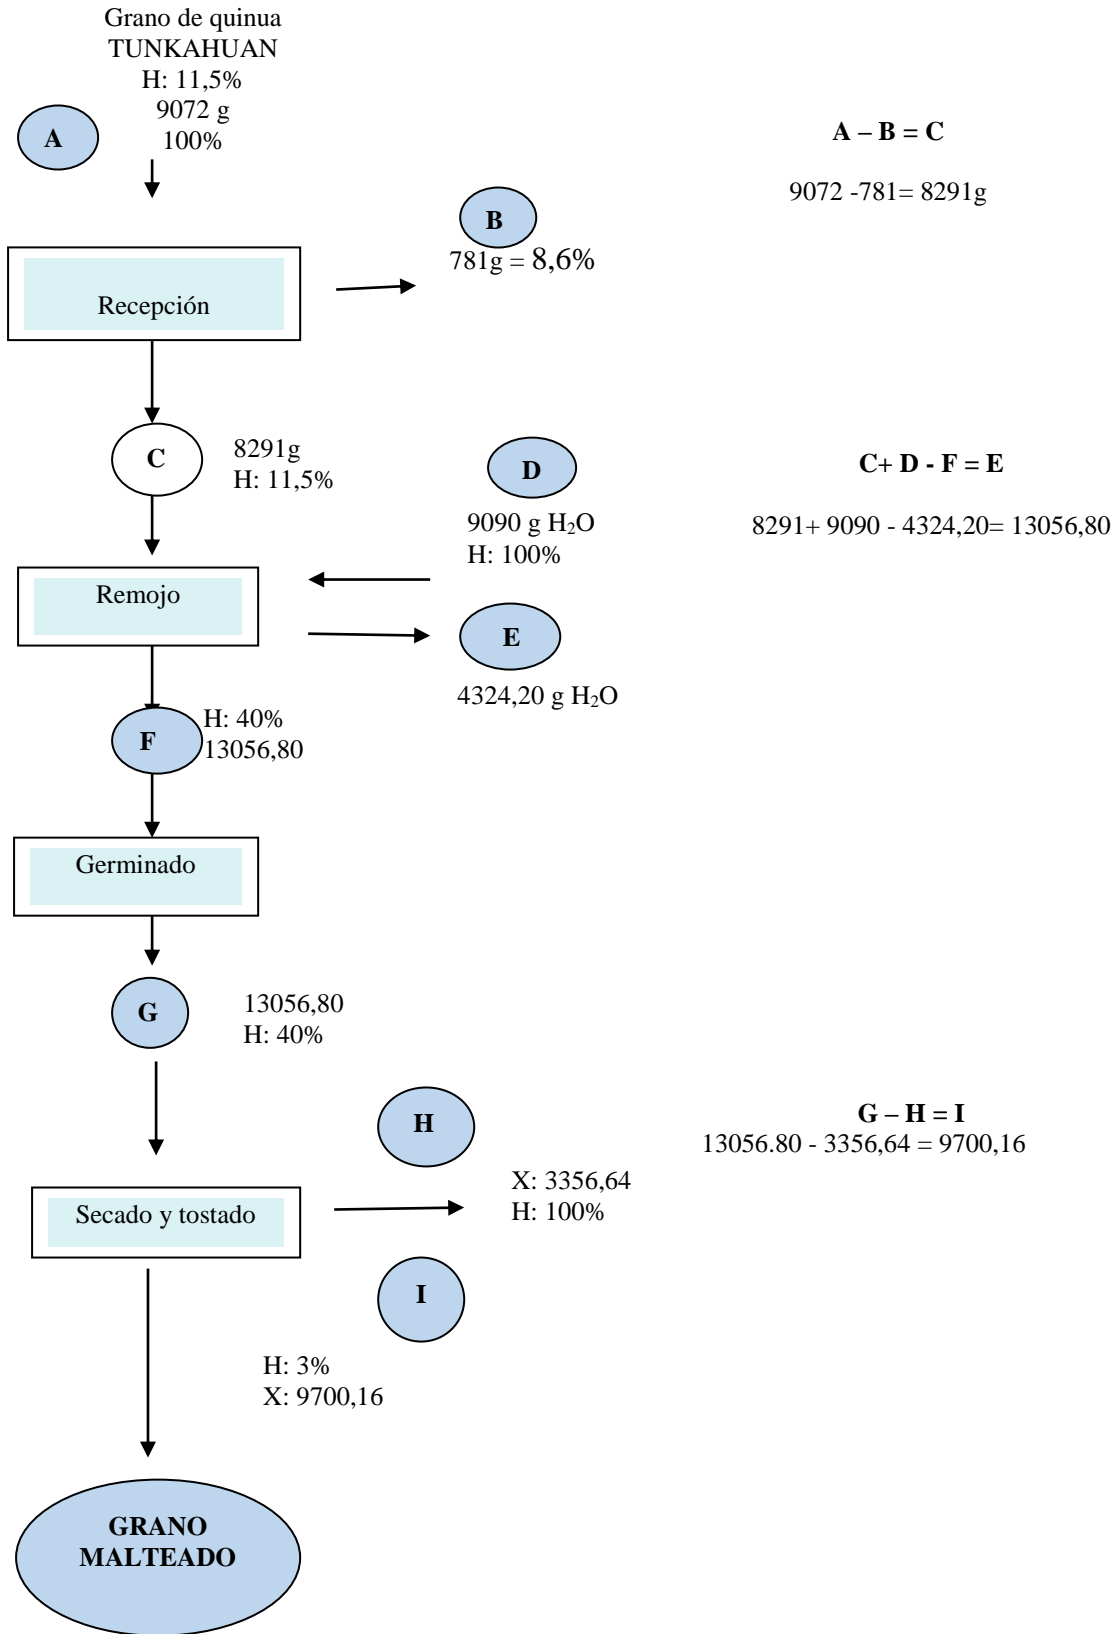 Grano de quinua
TUNKAHUAN
H: 11,5%
9072 g
100%
A
A – B = C
9072 -781= 8291g
B
781g = 8,6%
Recepción
C
8291g
H: 11,5%
D
9090 g H₂O
H: 100%
C+ D - F = E
8291+ 9090 - 4324,20= 13056,80
Remojo
E
4324,20 g H₂O
F
H: 40%
13056,80
Germinado
G
13056,80
H: 40%
H
X: 3356,64
H: 100%
G – H = I
13056.80 - 3356,64 = 9700,16
Secado y tostado
I
H: 3%
X: 9700,16
GRANO
MALTEADO